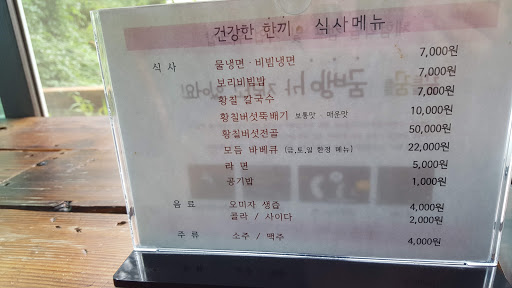 건강한 한끼 . 식사메뉴
식 사 물냉면 · 비빔냉면 7,000원
보리비빔밥 7,000원
황칠 칼국수 7,000원
황칠버섯뚝배기 보통맛 · 매운맛 10,000원
황칠버섯전골 50,000원
모듬 바베큐 (금,토,일 한정 메뉴) 22,000원
라 면 5,000원
공기밥 1,000원
음 료 오미자 생즙 4,000원
콜라 / 사이다 2,000원
주 류 소주 / 맥주 4,000원